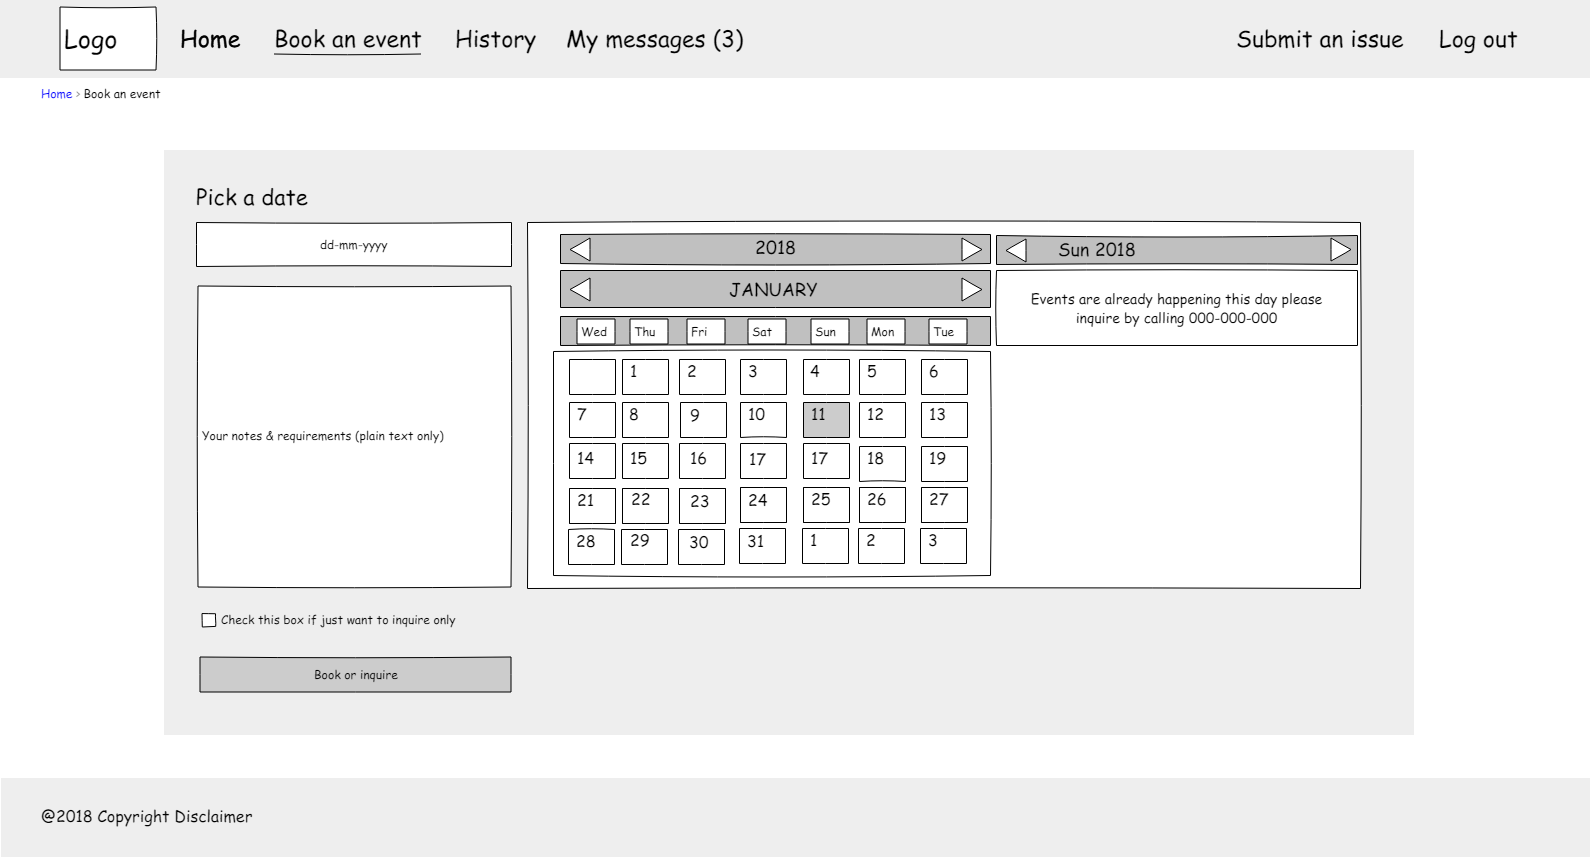 Logo Home Book an event History My messages (3) Submit an issue Log out
Home > Book an event
Pick a date
dd-mm-yyyy
Your notes & requirements (plain text only)
Check this box if just want to inquire only
Book or inquire
2018
JANUARY
Wed Thu Fri Sat Sun Mon Tue
1 2 3 4 5 6
7 8 9 10 11 12 13
14 15 16 17 17 18 19
21 22 23 24 25 26 27
28 29 30 31 1 2 3
Sun 2018
Events are already happening this day please
inquire by calling 000-000-000
@2018 Copyright Disclaimer